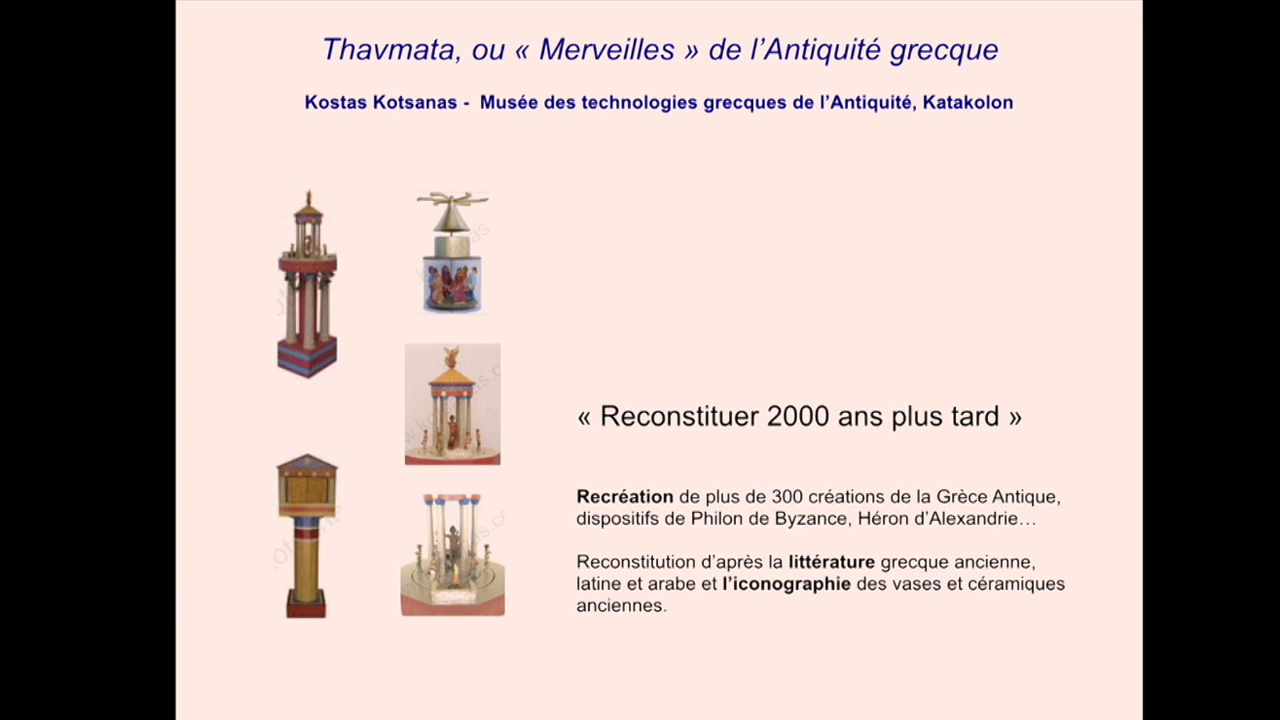 Thavmata, ou « Merveilles » de l’Antiquité grecque
Kostas Kotsanas - Musée des technologies grecques de l’Antiquité, Katakolon
« Reconstituer 2000 ans plus tard »
Recréation de plus de 300 créations de la Grèce Antique,
dispositifs de Philon de Byzance, Héron d’Alexandrie…
Reconstitution d’après la littérature grecque ancienne,
latine et arabe et l’iconographie des vases et céramiques
anciennes.